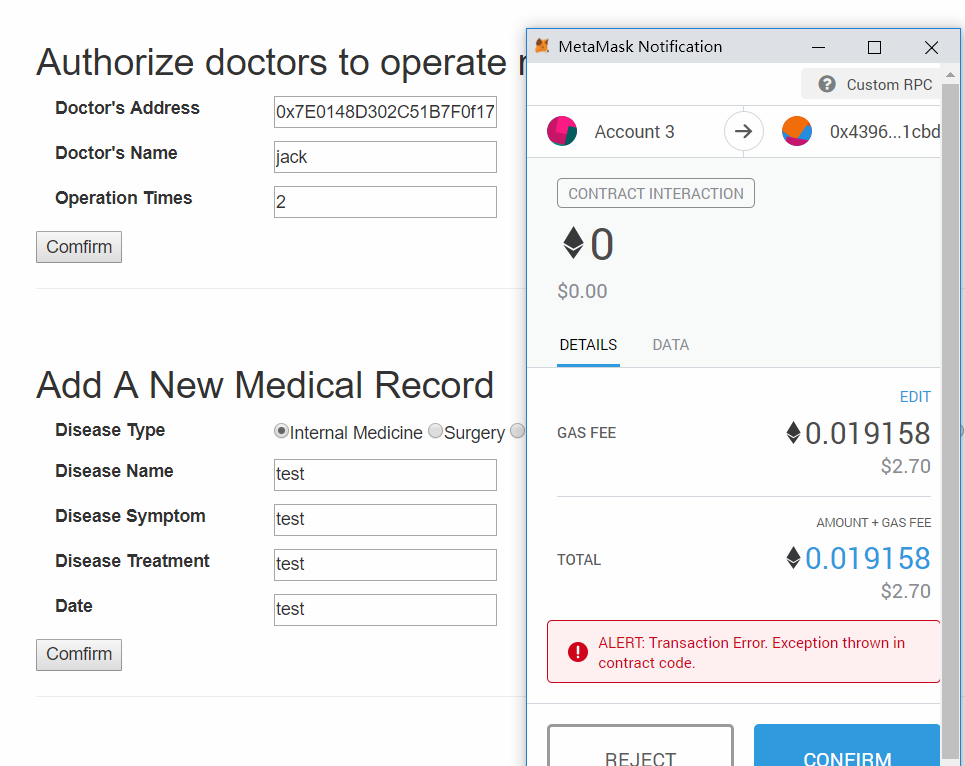 Authorize doctors to operate
Doctor's Address
0x7E0148D302C51B7F0f17
Doctor's Name
jack
Operation Times
2
Comfirm
Add A New Medical Record
Disease Type
Internal Medicine Surgery
Disease Name
test
Disease Symptom
test
Disease Treatment
test
Date
test
Comfirm
MetaMask Notification
? Custom RPC
Account 3
0x4396...1cbd
CONTRACT INTERACTION
0
$0.00
DETAILS DATA
EDIT
GAS FEE
0.019158
$2.70
AMOUNT + GAS FEE
TOTAL
0.019158
$2.70
ALERT: Transaction Error. Exception thrown in
contract code.
REJECT
CONFIRM